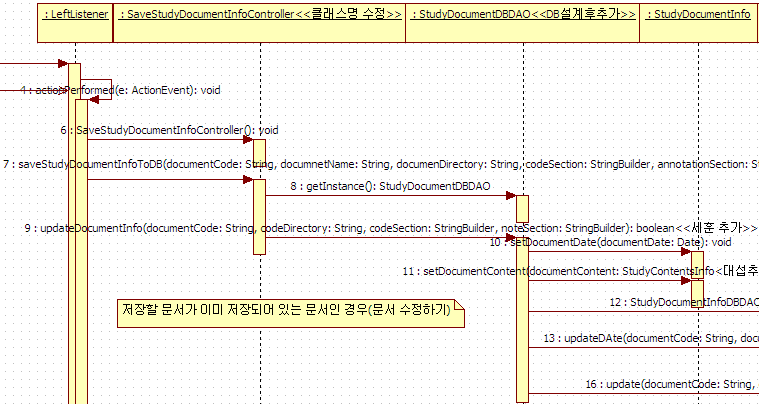 : LeftListener
: SaveStudyDocumentInfoController<<클래스명 수정>>
: StudyDocumentDBDAO<<DB설계후추가>>
: StudyDocumentInfo
4 : actionPerformed(e: ActionEvent): void
6 : SaveStudyDocumentInfoController(): void
7 : saveStudyDocumentInfoToDB(documentCode: String, documnetName: String, documenDirectory: String, codeSection: StringBuilder, annotationSection: St
8 : getInstance(): StudyDocumentDBDAO
9 : updateDocumentInfo(documentCode: String, codeDirectory: String, codeSection: StringBuilder, noteSection: StringBuilder): boolean<<세훈 추가>>
10 : setDocumentDate(documentDate: Date): void
11 : setDocumentContent(documentContent: StudyContentsInfo<대섭추
12 : StudyDocumentInfoDBDAO
저장할 문서가 이미 저장되어 있는 문서인 경우(문서 수정하기)
13 : updateDAte(documentCode: String, doc
16 : update(documentCode: String,